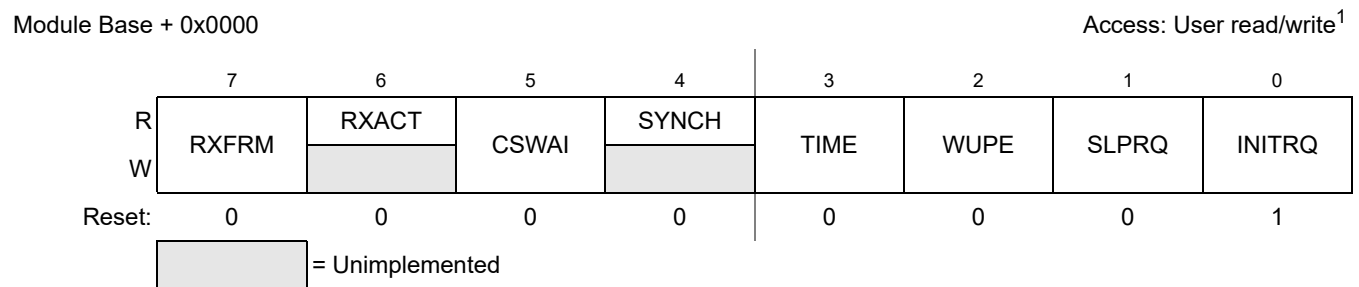 Module Base + 0x0000 Access: User read/write1
7 6 5 4 3 2 1 0
R RXFRM RXACT CSWAI SYNCH TIME WUPE SLPRQ INITRQ
W
Reset: 0 0 0 0 0 0 0 1
= Unimplemented